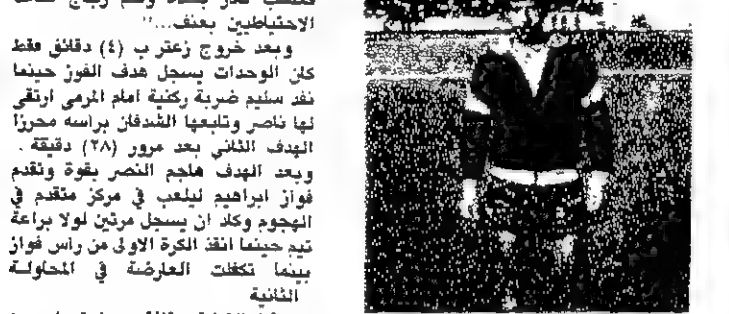 الاحتياطيين بعنف..."
وبعد خروج زعتر ب (٤) دقائق فقط
كان الوحدات يسجل هدف الفوز حينما
نفد سليم ضربة ركنية امام المرمى ارتقى
لها ناصر وتابعها الشدفان براسه محرزا
الهدف الثاني بعد مرور (٢٨) دقيقة .
وبعد الهدف هاجم النصر بقوة وتقدم
فواز ابراهيم ليلعب في مركز متقدم في
الهجوم وكاد ان يسجل مرتين لولا براعة
تيم حينما انقذ الكرة الاولى من راس فواز
بينما تكفلت العارضة في المحاولة
الثانية